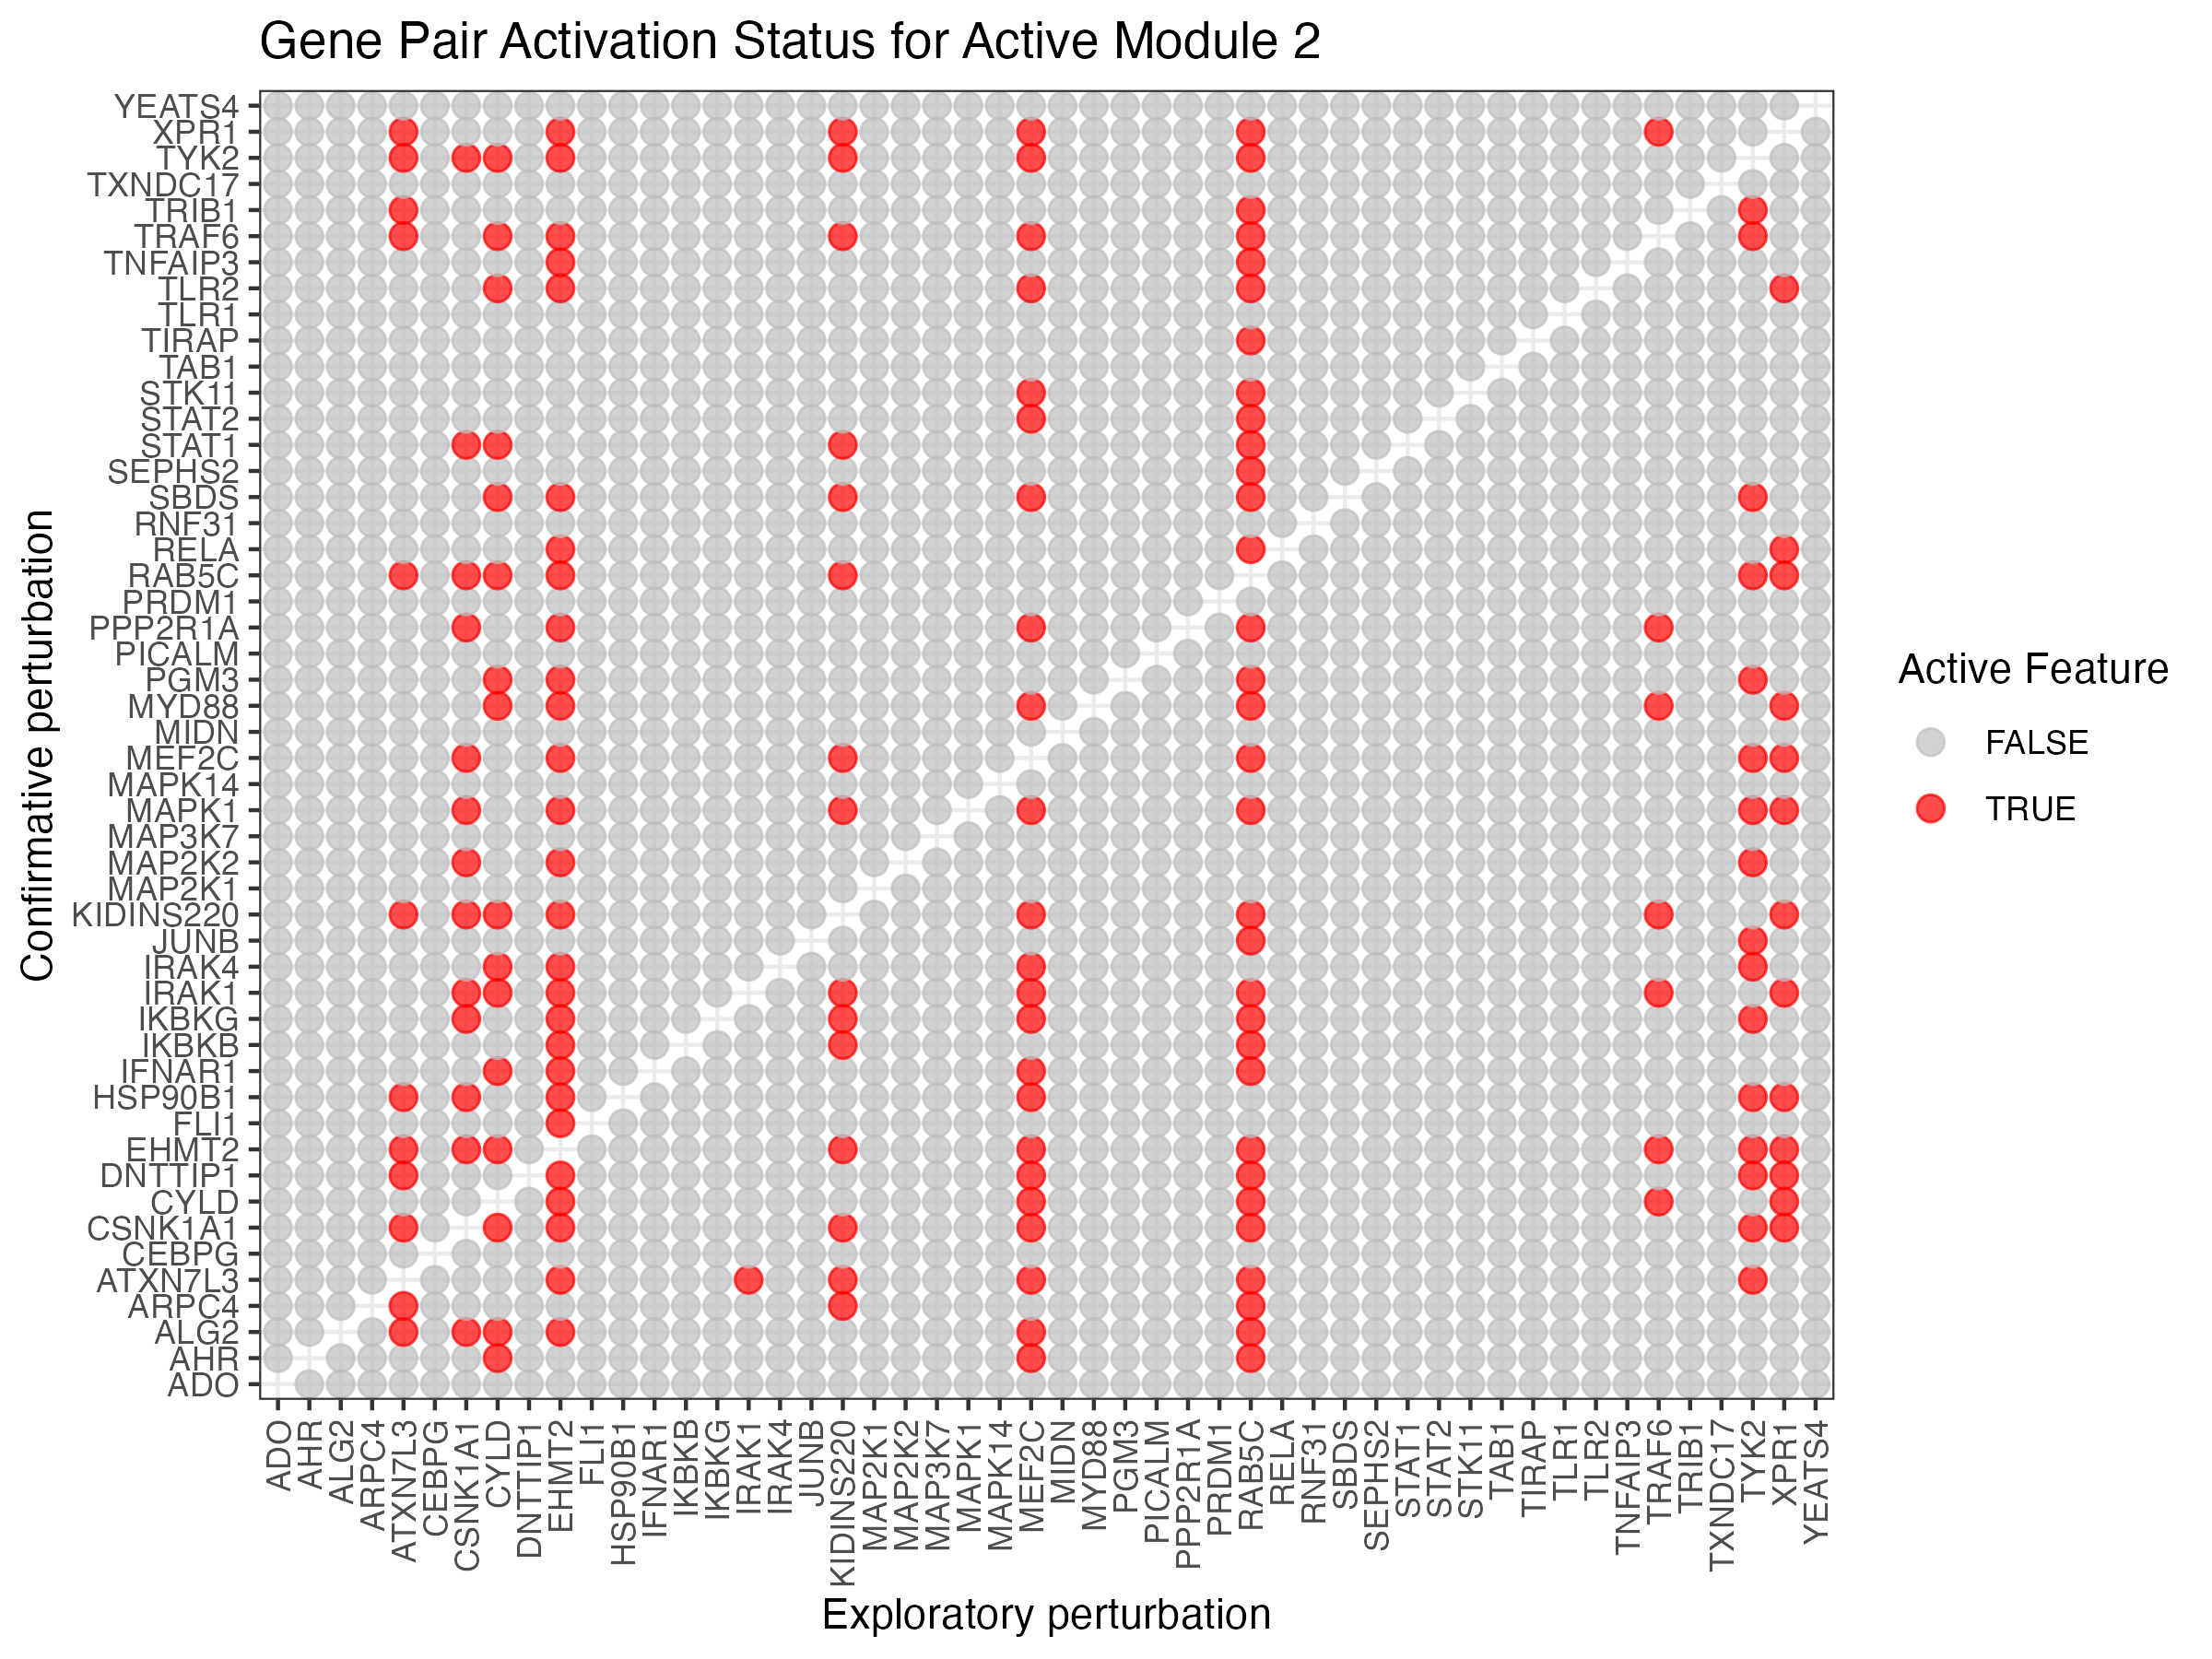 Gene Pair Activation Status for Active Module 2
Confirmative perturbation
YEATS4
XPR1
TYK2
TXNDC17
TRIB1
TRAF6
TNFAIP3
TLR2
TLR1
TIRAP
TAB1
STK11
STAT2
STAT1
SEPHS2
SBDS
RNF31
RELA
RAB5C
PRDM1
PPP2R1A
PICALM
PGM3
MYD88
MIDN
MEF2C
MAPK14
MAPK1
MAP3K7
MAP2K2
MAP2K1
KIDINS220
JUNB
IRAK4
IRAK1
IKBKG
IKBKB
IFNAR1
HSP90B1
FLI1
EHMT2
DNTTIP1
CYLD
CSNK1A1
CEBPG
ATXN7L3
ARPC4
ALG2
AHR
ADO
ADO
AHR
ALG2
ARPC4
ATXN7L3
CEBPG
CSNK1A1
CYLD
DNTTIP1
EHMT2
FLI1
HSP90B1
IFNAR1
IKBKB
IKBKG
IRAK1
IRAK4
JUNB
KIDINS220
MAP2K1
MAP2K2
MAP3K7
MAPK1
MAPK14
MEF2C
MIDN
MYD88
PGM3
PICALM
PPP2R1A
PRDM1
RAB5C
RELA
RNF31
SBDS
SEPHS2
STAT1
STAT2
STK11
TAB1
TIRAP
TLR1
TLR2
TNFAIP3
TRAF6
TRIB1
TXNDC17
TYK2
XPR1
YEATS4
Exploratory perturbation
Active Feature
FALSE
TRUE